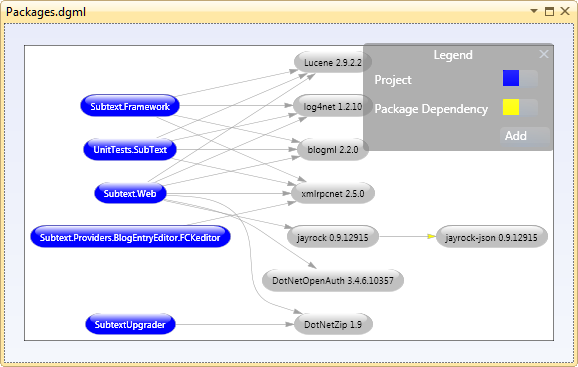 Packages.dgml
Legend
Project
Package Dependency
Add
Lucene 2.9.2.2
Subtext.Framework
log4net 1.2.10
UnitTests.SubText
blogml 2.2.0
Subtext.Web
xmlrpcnet 2.5.0
Subtext.Providers.BlogEntryEditor.FCKeditor
jayrock 0.9.12915
jayrock-json 0.9.12915
DotNetOpenAuth 3.4.6.10357
SubtextUpgrader
DotNetZip 1.9